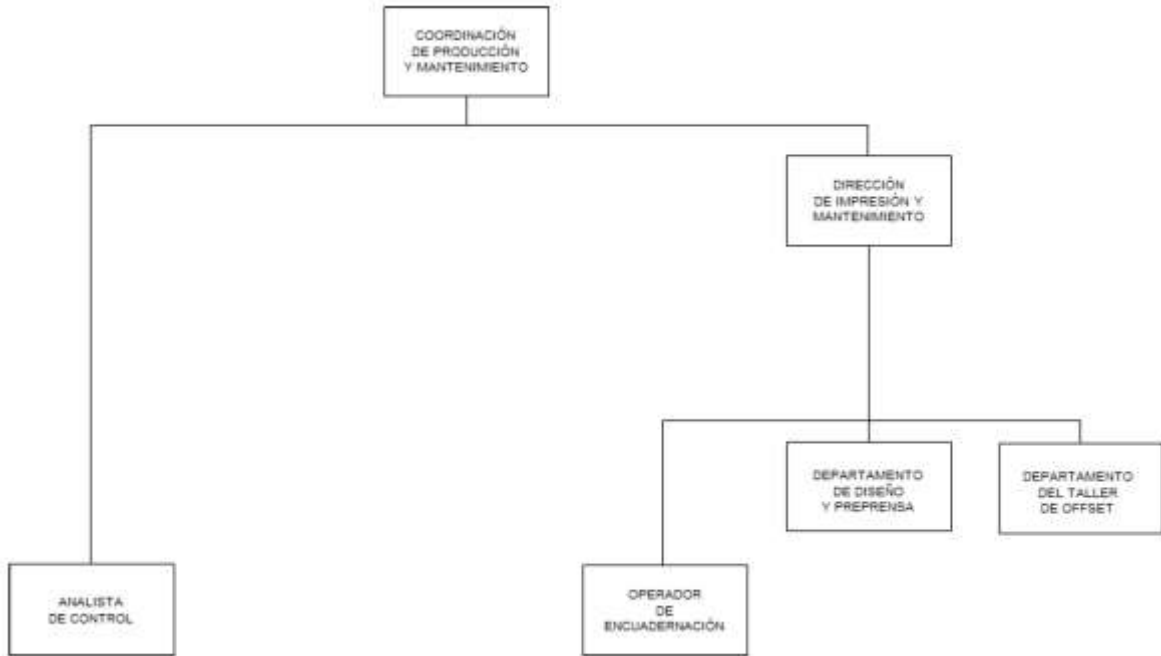 COORDINACIÓN
DE PRODUCCIÓN
Y MANTENIMIENTO
DIRECCIÓN
DE IMPRESIÓN Y
MANTENIMIENTO
DEPARTAMENTO
DE DISEÑO
Y PREPRENSA
DEPARTAMENTO
DEL TALLER
DE OFFSET
ANALISTA
DE CONTROL
OPERADOR
DE
ENCUADERNACIÓN